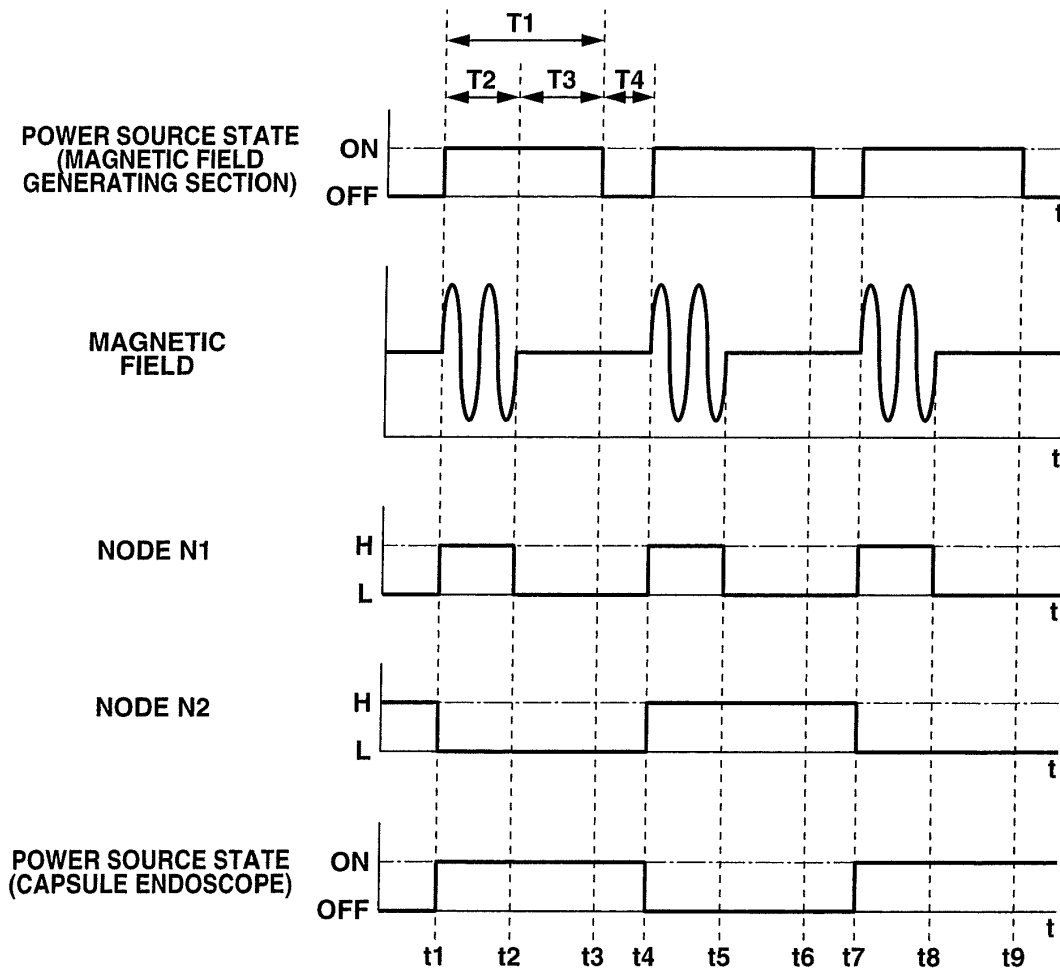 T1
T2 T3 T4
POWER SOURCE STATE
(MAGNETIC FIELD
GENERATING SECTION)
ON
OFF
t
MAGNETIC
FIELD
t
NODE N1
H
L
t
NODE N2
H
L
t
POWER SOURCE STATE
(CAPSULE ENDOSCOPE)
ON
OFF
t
t1 t2 t3 t4 t5 t6 t7 t8 t9